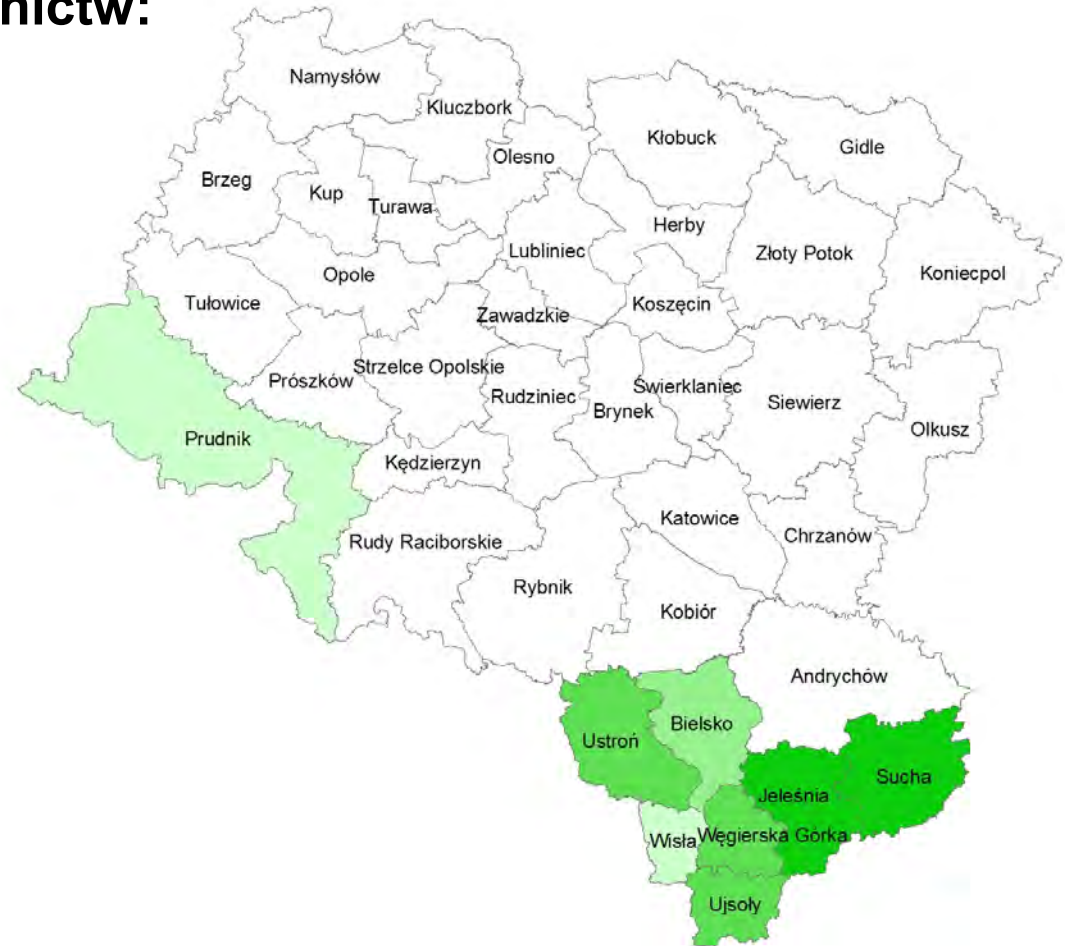 nictw:
Namysłów
Kluczbork
Kłobuck
Gidle
Olesno
Brzeg
Kup
Turawa
Herby
Lubliniec
Złoty Potok
Koniecpol
Opole
Tułowice
Koszęcin
Zawadzkie
Strzelce Opolskie
Prószków
Świerklaniec
Rudziniec
Brynek
Siewierz
Olkusz
Prudnik
Kędzierzyn
Katowice
Chrzanów
Rudy Raciborskie
Rybnik
Kobiór
Andrychów
Bielsko
Ustroń
Sucha
Jeleśnia
Wisła
Węgierska Górka
Ujsoły